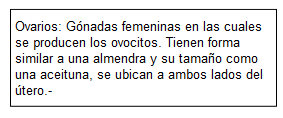 Ovarios: Gónadas femeninas en las cuales
se producen los ovocitos. Tienen forma
similar a una almendra y su tamaño como
una aceituna, se ubican a ambos lados del
útero.-